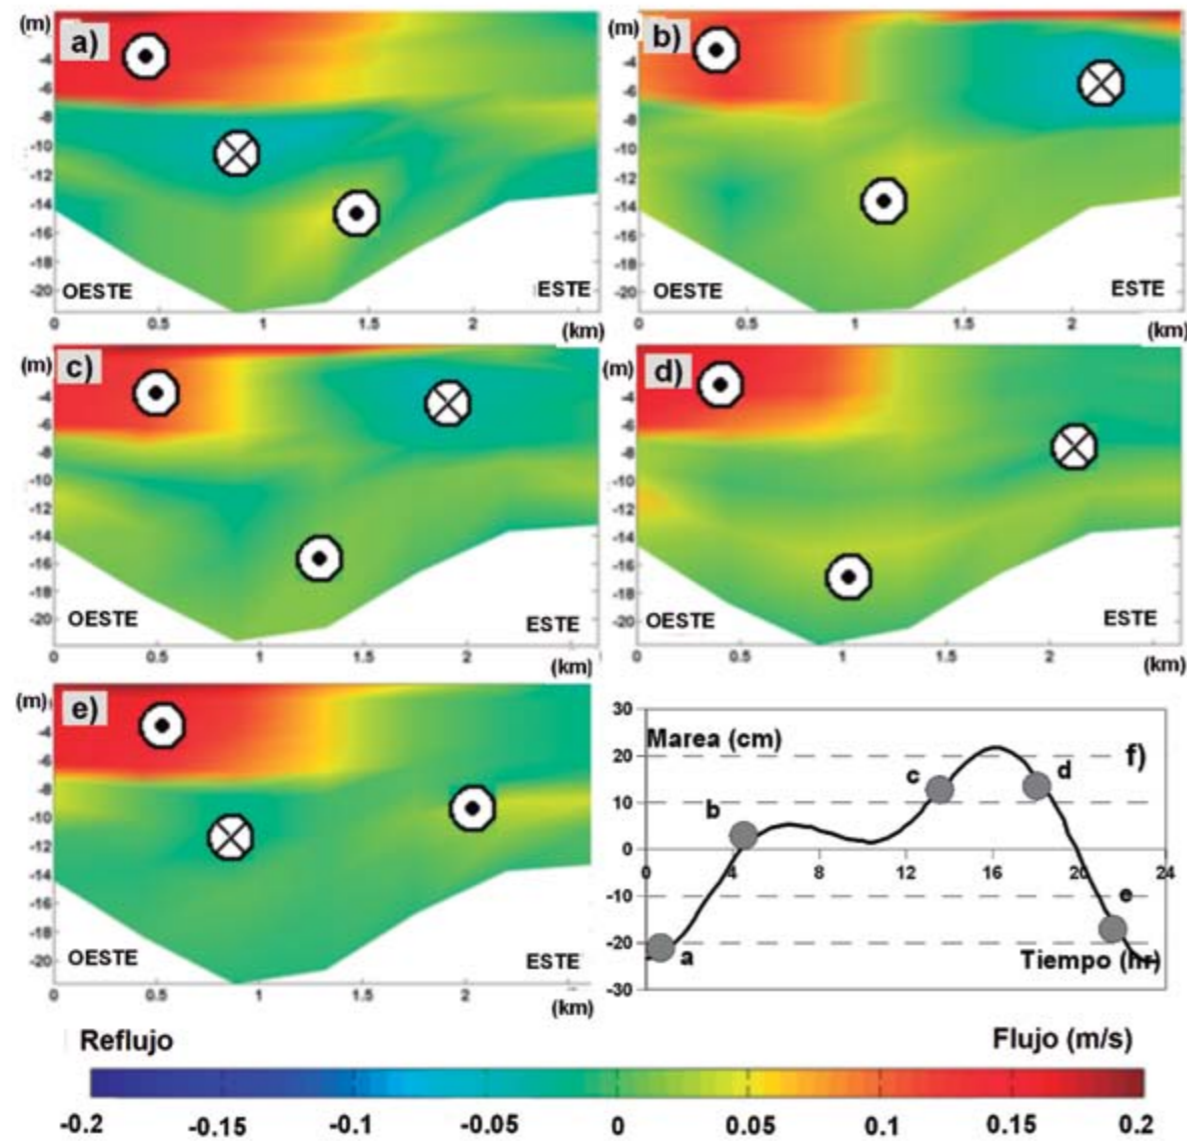 a)
(m)
-4
-6
-8
-10
-12
-14
-16
-18
-20
OESTE
ESTE
0 0.5 1 1.5 2
(km)
b)
(m)
-4
-6
-8
-10
-12
-14
-16
-18
-20
OESTE
ESTE
0 0.5 1 1.5 2
(km)
c)
(m)
-4
-6
-8
-10
-12
-14
-16
-18
-20
OESTE
ESTE
0 0.5 1 1.5 2
(km)
d)
(m)
-4
-6
-8
-10
-12
-14
-16
-18
-20
OESTE
ESTE
0 0.5 1 1.5 2
(km)
e)
(m)
-4
-6
-8
-10
-12
-14
-16
-18
-20
OESTE
ESTE
0 0.5 1 1.5 2
(km)
f)
Marea (cm)
30
20
10
0
-10
-20
-30
a
b
c
d
e
0 4 8 12 16 20 24
Tiempo (hr)
Reflujo
Flujo (m/s)
-0.2 -0.15 -0.1 -0.05 0 0.05 0.1 0.15 0.2